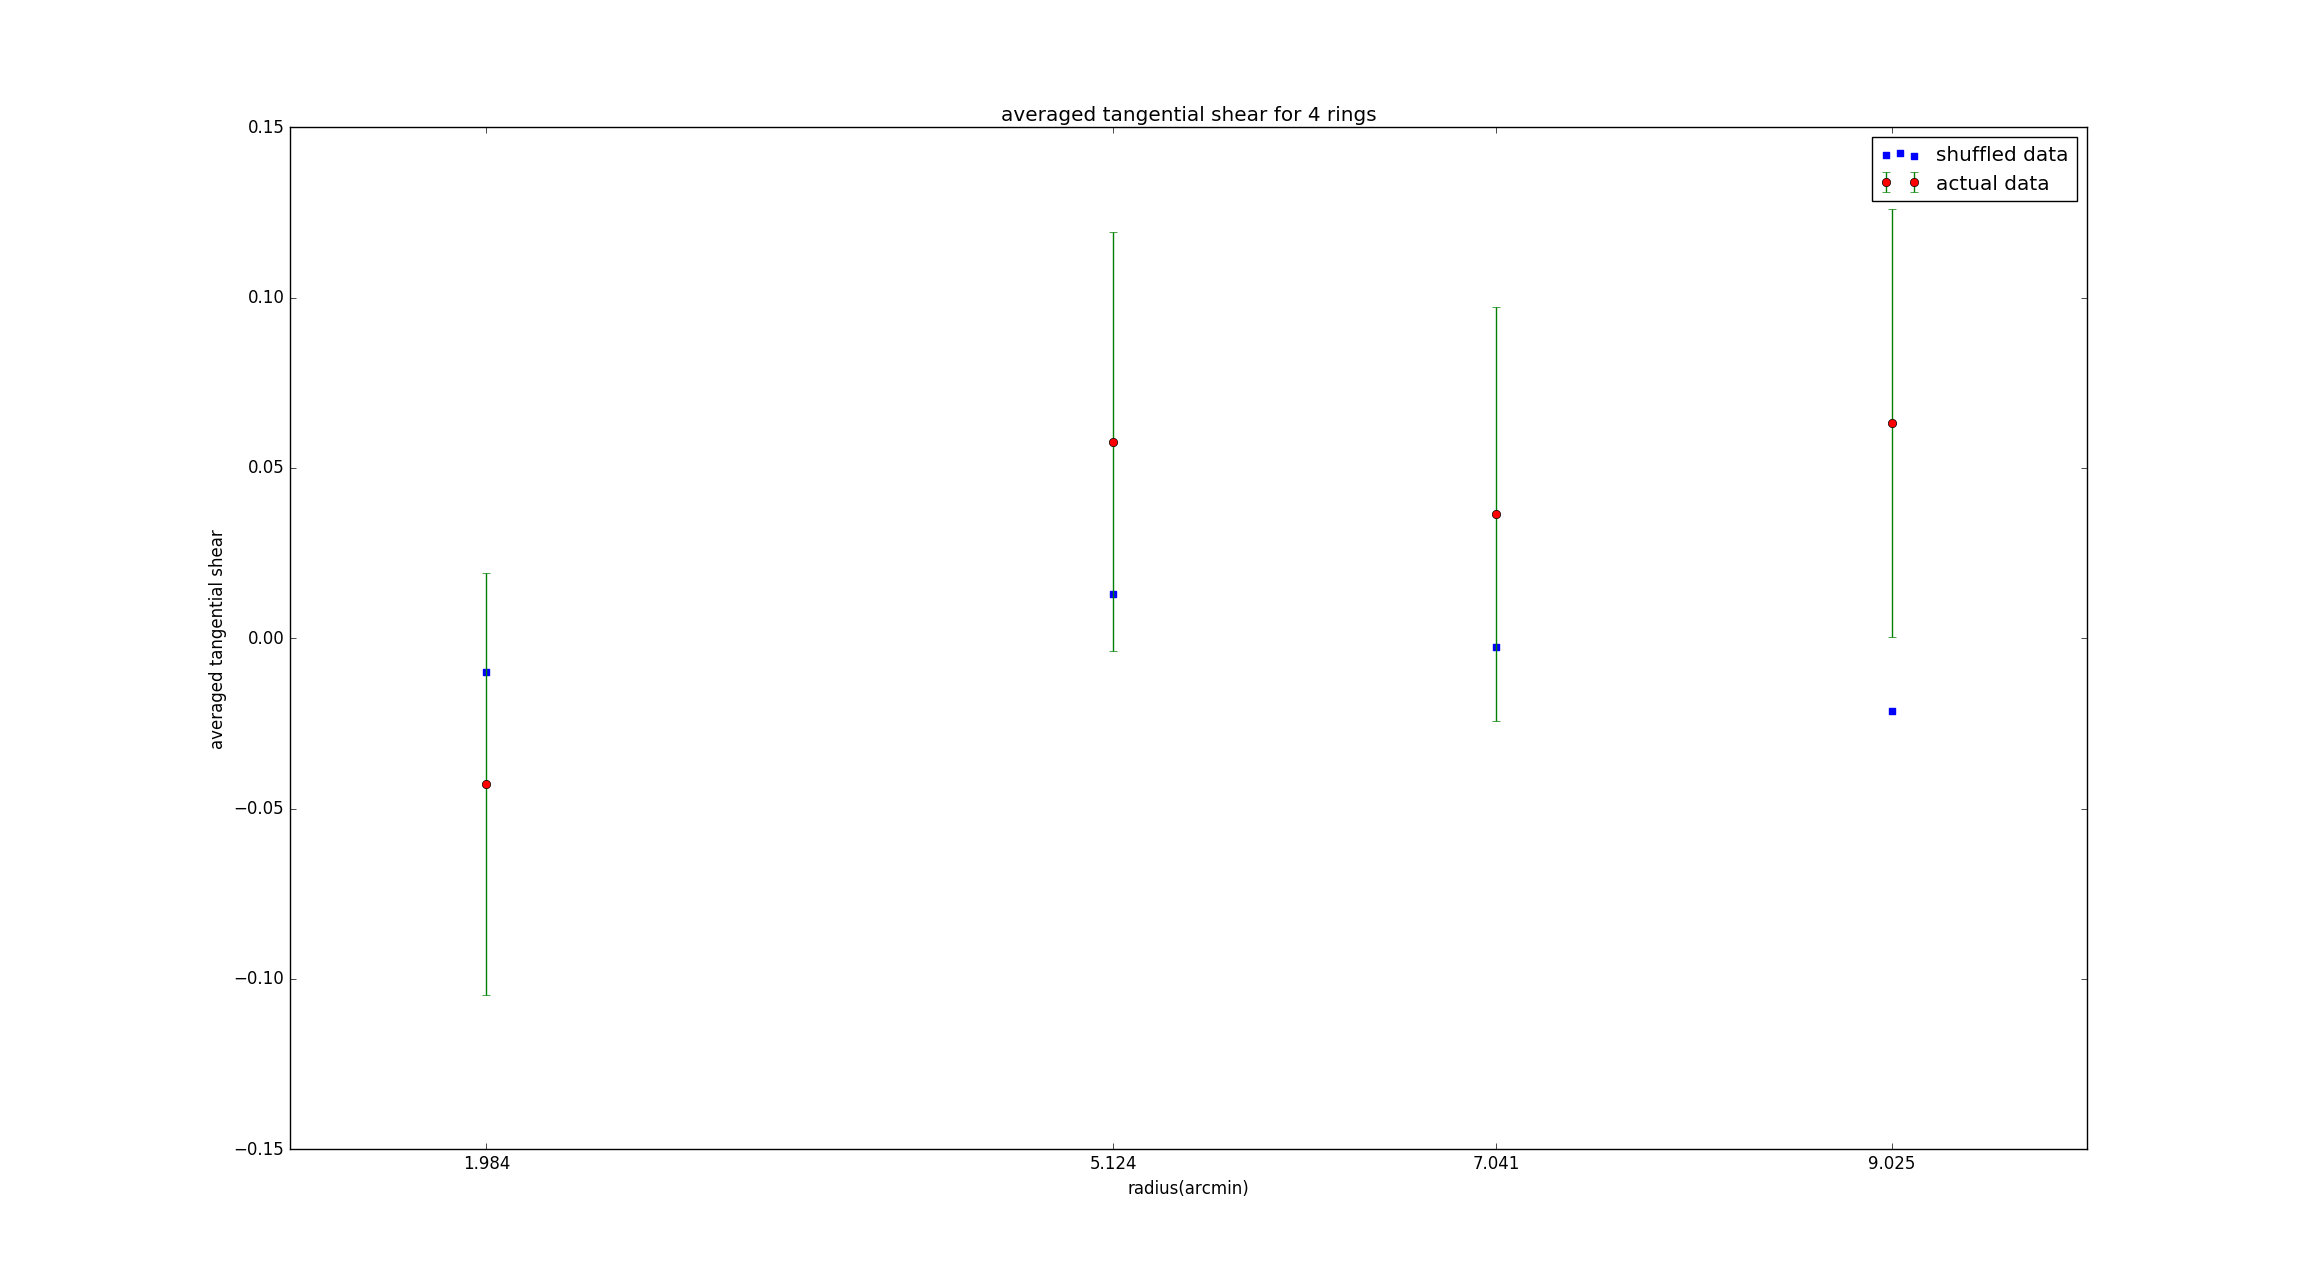 averaged tangential shear for 4 rings
shuffled data
actual data
0.15
0.10
0.05
0.00
−0.05
−0.10
−0.15
averaged tangential shear
1.984
5.124
7.041
9.025
radius(arcmin)